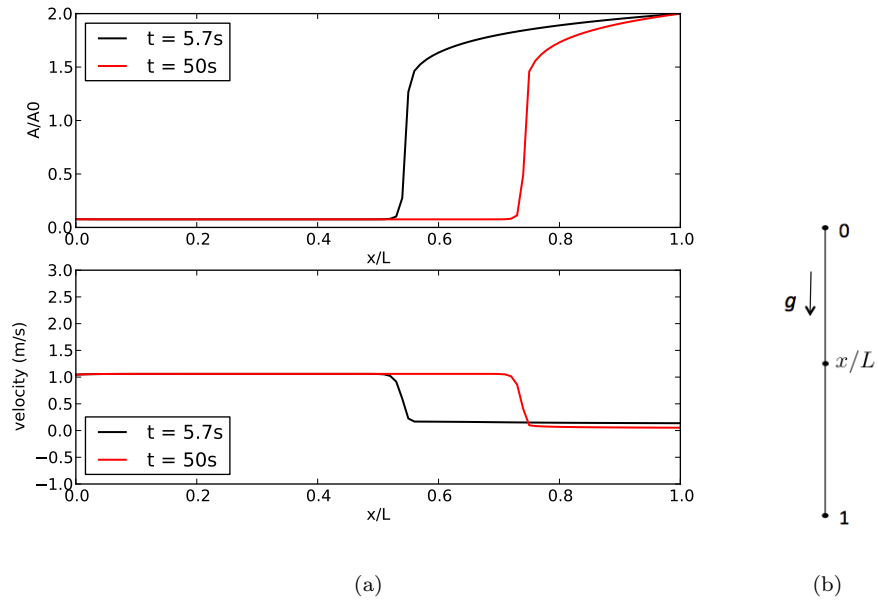 2.0
1.5
1.0
0.5
0.0
A/A0
t = 5.7s
t = 50s
0.0 0.2 0.4 0.6 0.8 1.0
x/L
3.0
2.5
2.0
1.5
1.0
0.5
0.0
−0.5
−1.0
velocity (m/s)
t = 5.7s
t = 50s
0.0 0.2 0.4 0.6 0.8 1.0
x/L
(a)
0
g
x/L
1
(b)